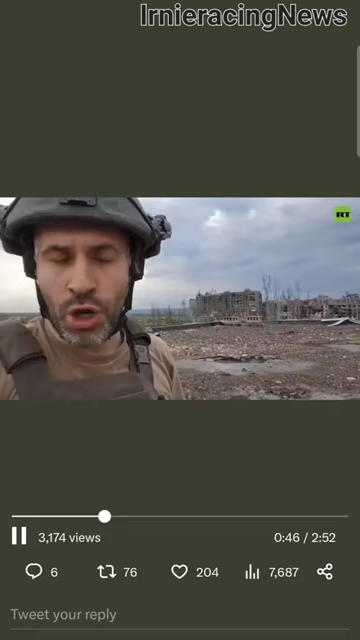 IrnieracingNews
RT
3,174 views
0:46 / 2:52
6
76
204
7,687
Tweet your reply